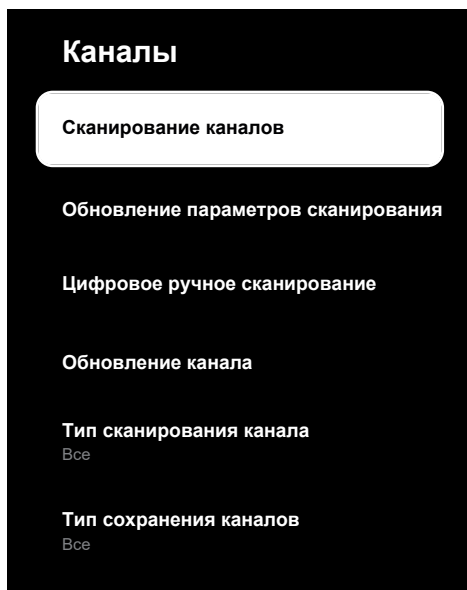 Каналы
Сканирование каналов
Обновление параметров сканирования
Цифровое ручное сканирование
Обновление канала
Тип сканирования канала
Все
Тип сохранения каналов
Все